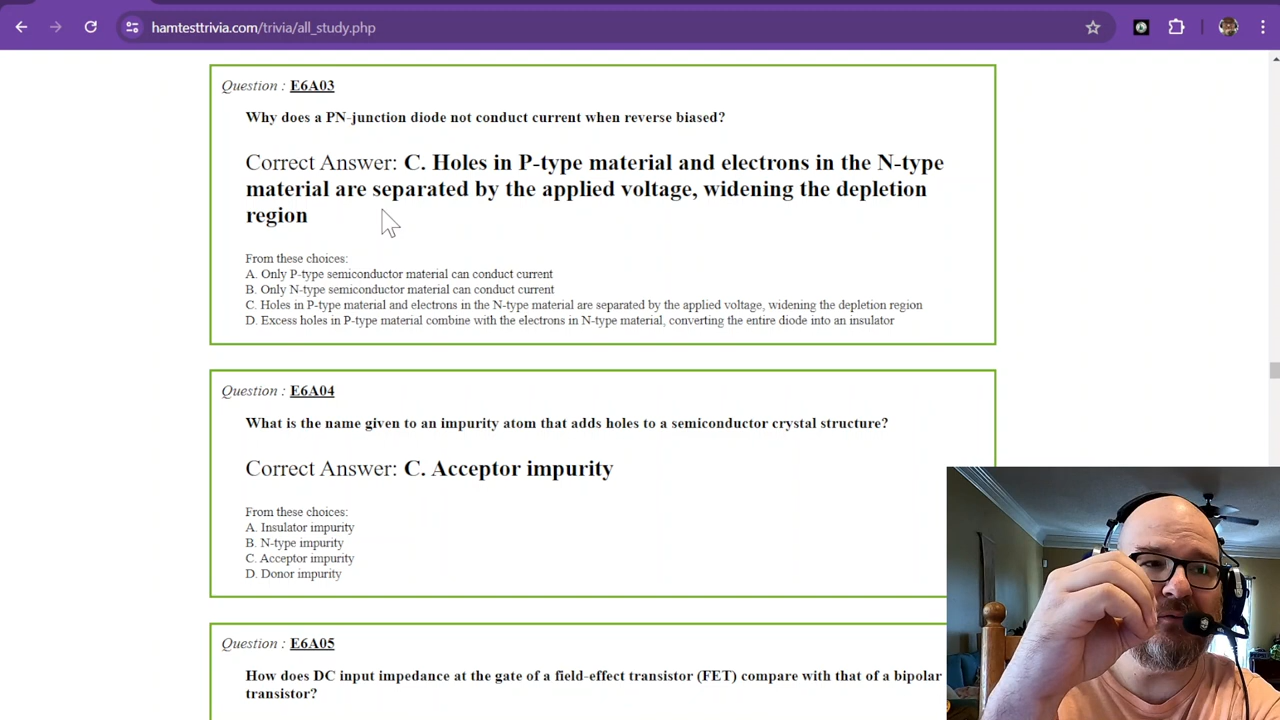 hamtesttrivia.com/trivia/all_study.php
Question : E6A03
Why does a PN-junction diode not conduct current when reverse biased?
Correct Answer: C. Holes in P-type material and electrons in the N-type
material are separated by the applied voltage, widening the depletion
region
From these choices:
A. Only P-type semiconductor material can conduct current
B. Only N-type semiconductor material can conduct current
C. Holes in P-type material and electrons in the N-type material are separated by the applied voltage, widening the depletion region
D. Excess holes in P-type material combine with the electrons in N-type material, converting the entire diode into an insulator
Question : E6A04
What is the name given to an impurity atom that adds holes to a semiconductor crystal structure?
Correct Answer: C. Acceptor impurity
From these choices:
A. Insulator impurity
B. N-type impurity
C. Acceptor impurity
D. Donor impurity
Question : E6A05
How does DC input impedance at the gate of a field-effect transistor (FET) compare with that of a bipolar
transistor?